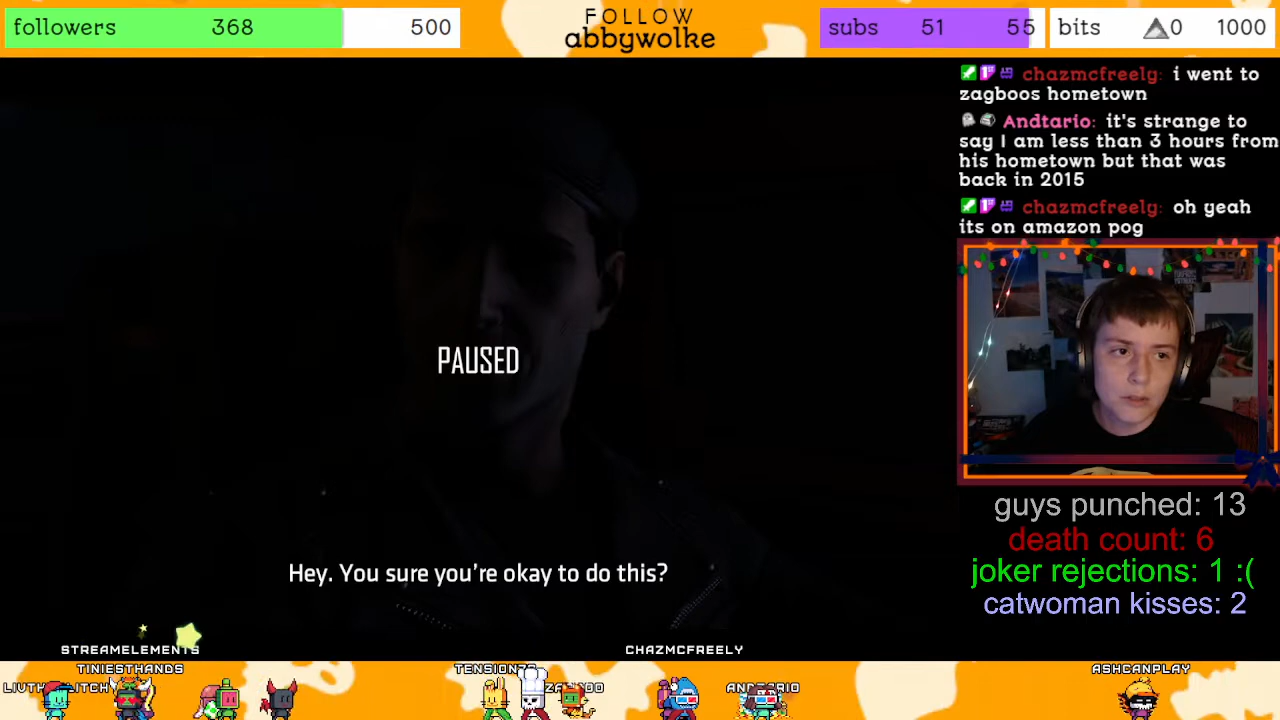 followers 368 500
FOLLOW
abbywolke
subs 51 55
bits 0 1000
chazmcfreely: i went to
zagboos hometown
Andtario: it's strange to
say I am less than 3 hours from
his hometown but that was
back in 2015
chazmcfreely: oh yeah
its on amazon pog
PAUSED
Hey. You sure you're okay to do this?
guys punched: 13
death count: 6
joker rejections: 1 :(
catwoman kisses: 2
STREAMELEMENTS
CHAZMCFREELY
TINIESTHANDS
ASHCANPLAY